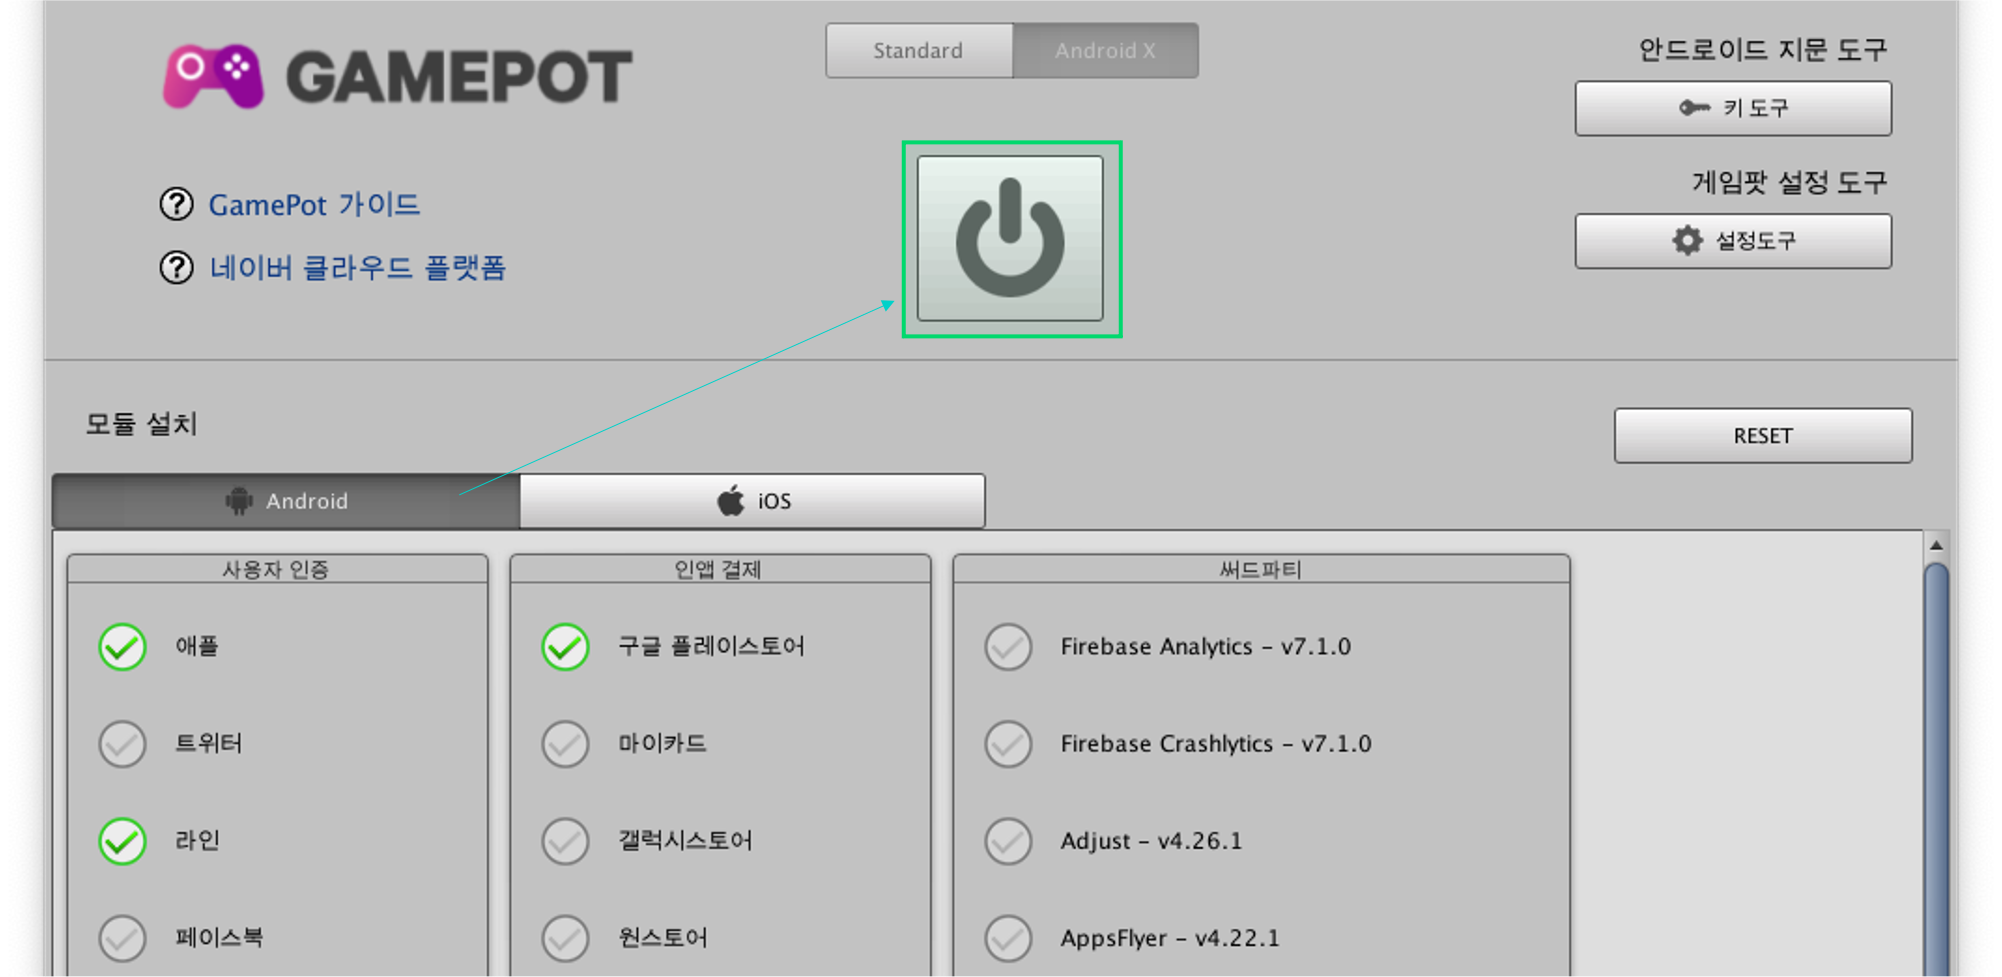 GAMEPOT
Standard
Android X
안드로이드 지문 도구
키 도구
GamePot 가이드
네이버 클라우드 플랫폼
게임팟 설정 도구
설정도구
모듈 설치
RESET
Android
iOS
사용자 인증
애플
트위터
라인
페이스북
인앱 결제
구글 플레이스토어
마이카드
갤럭시스토어
원스토어
써드파티
Firebase Analytics – v7.1.0
Firebase Crashlytics – v7.1.0
Adjust – v4.26.1
AppsFlyer – v4.22.1